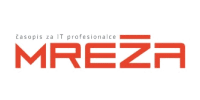 časopis za IT profesionalce
MREŽA